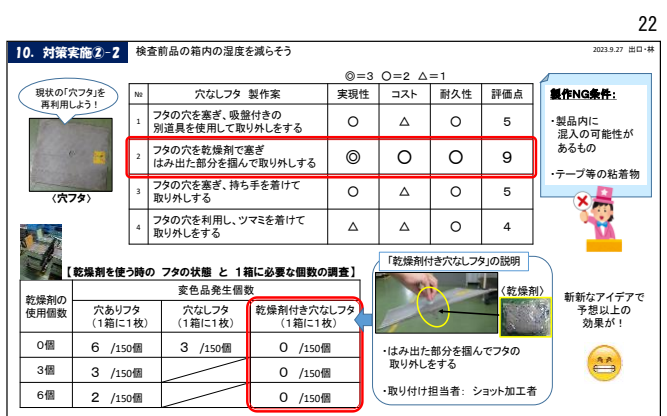 22
10. 対策実施②-2 検査前品の箱内の湿度を減らそう 2023.9.27 出口・林
◎=3 ○=2 △=1
現状の「穴フタ」を
再利用しよう！
〈穴フタ〉
№ 穴なしフタ 製作案 実現性 コスト 耐久性 評価点
1 フタの穴を塞ぎ、吸盤付きの
別道具を使用して取り外しをする ○ △ ○ 5
2 フタの穴を乾燥剤で塞ぎ
はみ出た部分を掴んで取り外しする ◎ ○ ○ 9
3 フタの穴を塞ぎ、持ち手を着けて
取り外しする ○ △ ○ 5
4 フタの穴を利用し、ツマミを着けて
取り外しをする △ △ ○ 4
製作NG条件：
・製品内に
混入の可能性が
あるもの
・テープ等の粘着物
【乾燥剤を使う時の フタの状態 と 1箱に必要な個数の調査】
乾燥剤の
使用個数
変色品発生個数
穴ありフタ
（1箱に1枚）
穴なしフタ
（1箱に1枚）
乾燥剤付き穴なしフタ
（1箱に1枚）
0個 6 /150個 3 /150個 0 /150個
3個 3 /150個 0 /150個
6個 2 /150個 0 /150個
「乾燥剤付き穴なしフタ」の説明
〈乾燥剤〉
・はみ出た部分を掴んでフタの
取り外しをする
・取り付け担当者： ショット加工者
斬新なアイデアで
予想以上の
効果が！